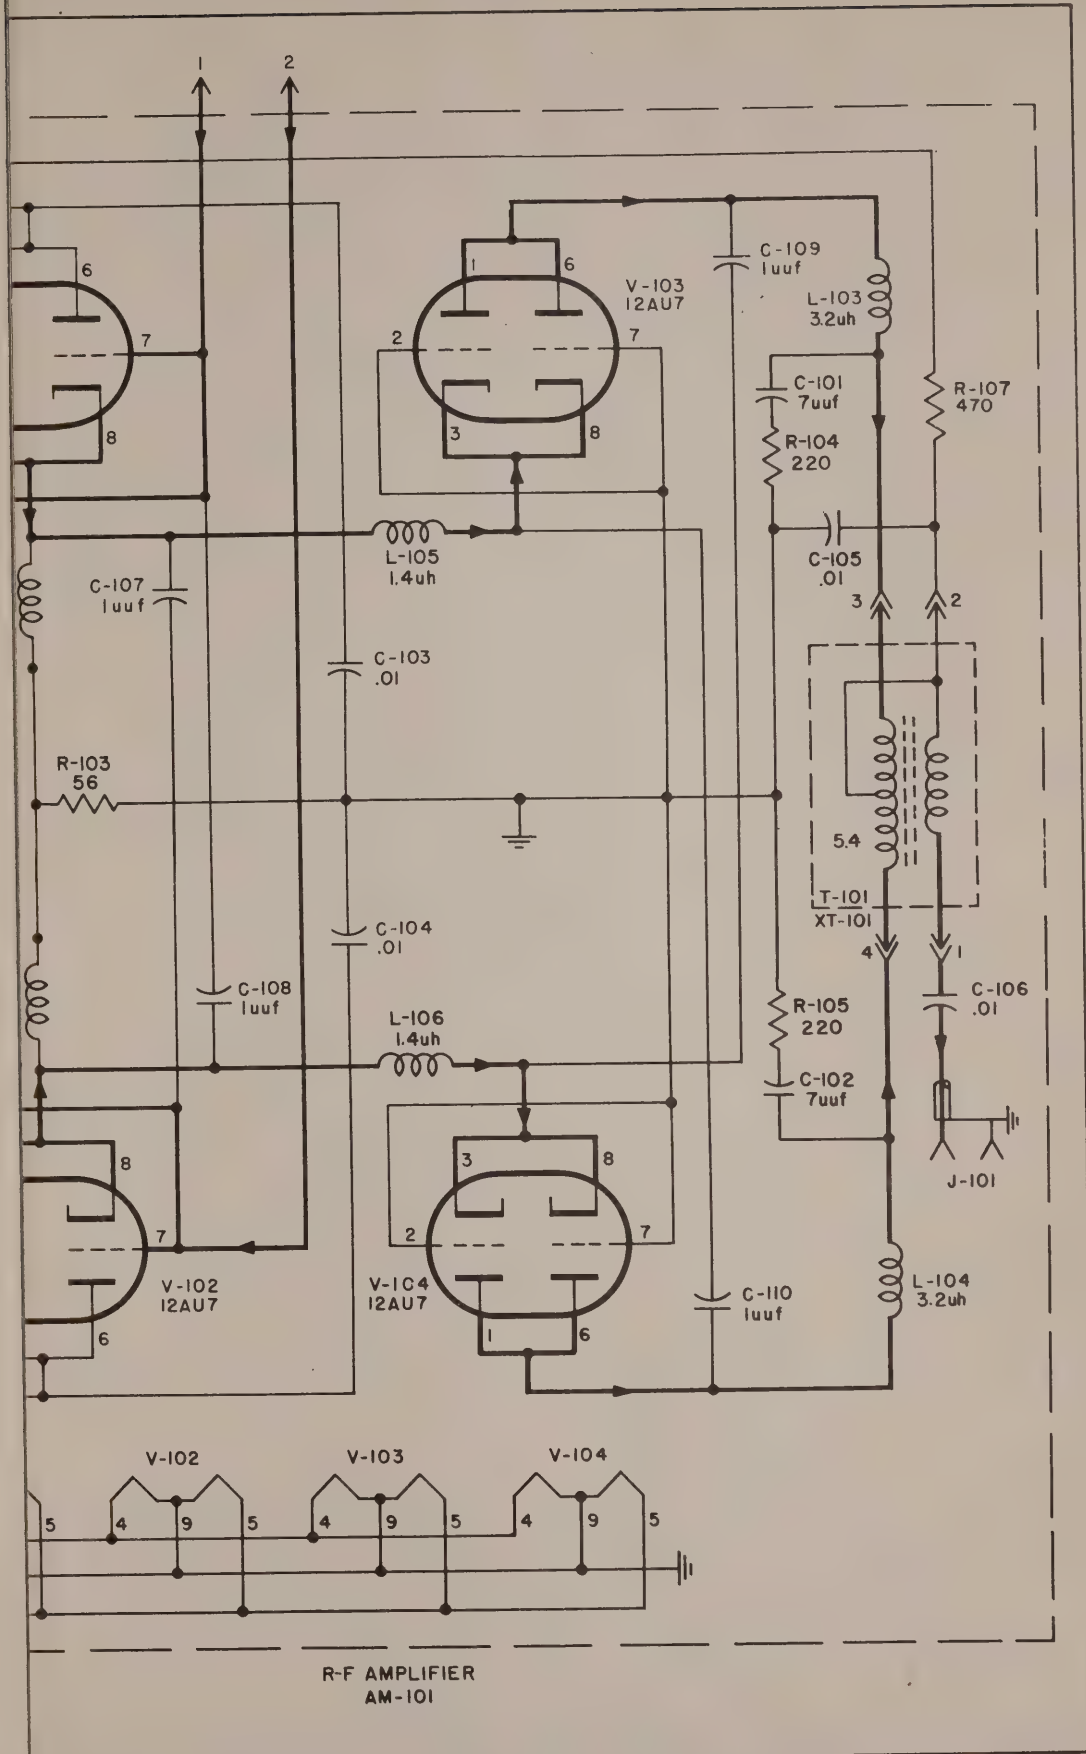 1
2
6
7
8
1
6
V-103
12AU7
2
7
3
8
C-109
1uuf
L-103
3.2uh
C-101
7uuf
R-104
220
R-107
470
L-105
1.4uh
C-105
.01
3
2
C-107
1uuf
C-103
.01
R-103
56
5.4
T-101
XT-101
4
1
C-104
.01
C-108
1uuf
L-106
1.4uh
R-105
220
C-106
.01
C-102
7uuf
J-101
8
7
V-102
12AU7
6
3
8
2
7
V-104
12AU7
1
6
C-110
1uuf
L-104
3.2uh
V-102
V-103
V-104
5
4
9
5
4
9
5
4
9
5
R-F AMPLIFIER
AM-101